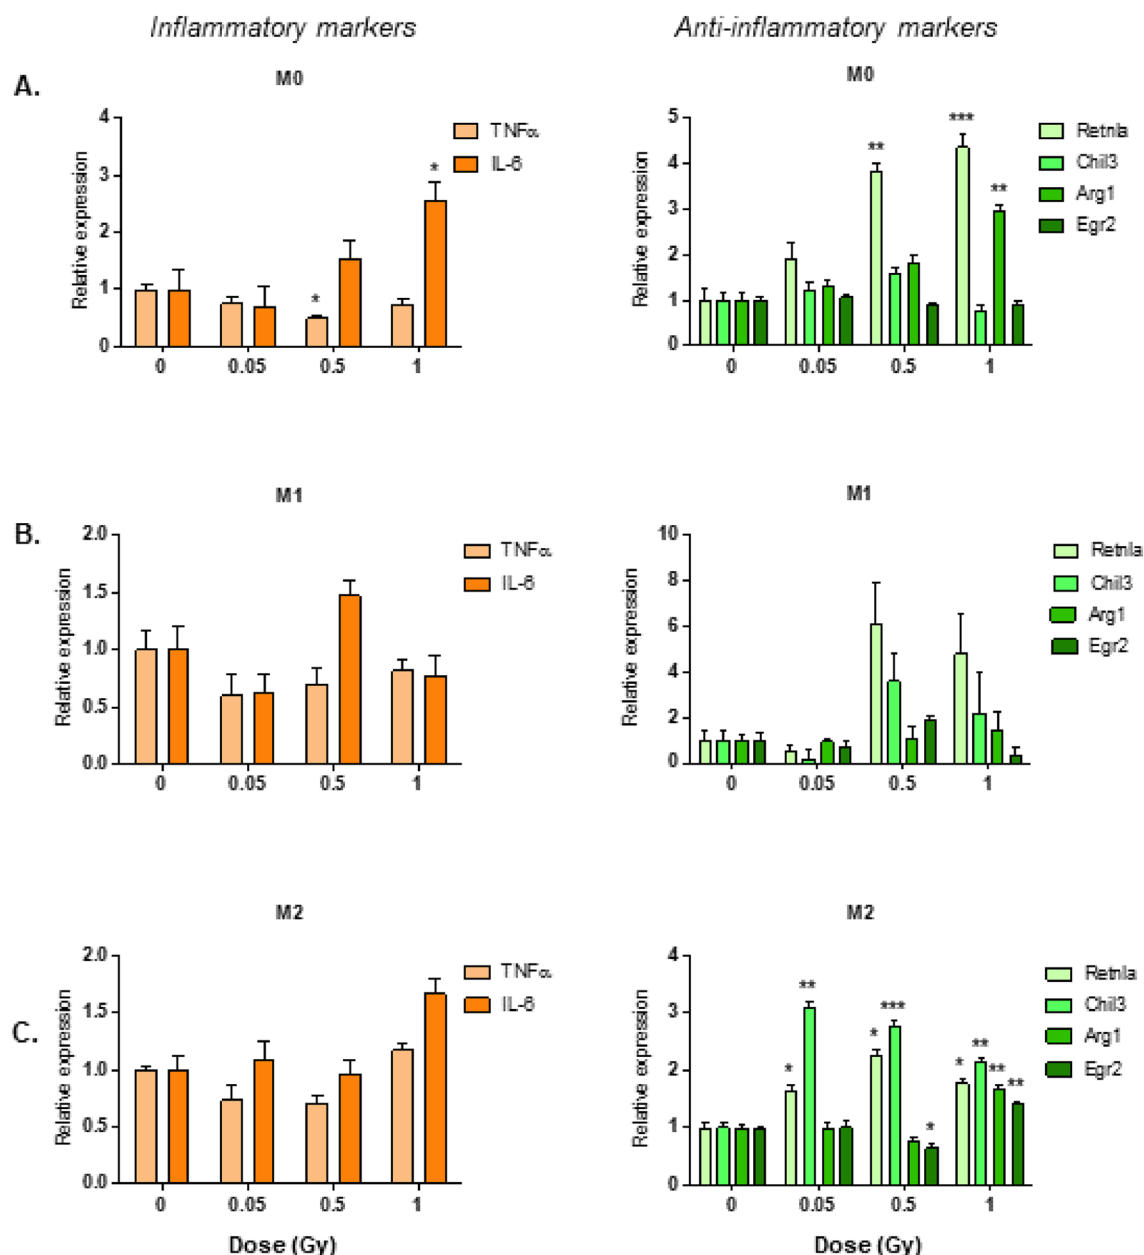 Inflammatory markers
Anti-inflammatory markers
A.
M0
Relative expression
4
3
2
1
0
*
*
TNFα
IL-6
0 0.05 0.5 1
M0
Relative expression
5
4
3
2
1
0
**
***
**
Retnla
Chil3
Arg1
Egr2
0 0.05 0.5 1
B.
M1
Relative expression
2.0
1.5
1.0
0.5
0.0
TNFα
IL-6
0 0.05 0.5 1
M1
Relative expression
10
8
6
4
2
0
Retnla
Chil3
Arg1
Egr2
0 0.05 0.5 1
C.
M2
Relative expression
2.0
1.5
1.0
0.5
0.0
TNFα
IL-6
0 0.05 0.5 1
Dose (Gy)
M2
Relative expression
4
3
2
1
0
*
**
*
***
*
*
**
**
**
Retnla
Chil3
Arg1
Egr2
0 0.05 0.5 1
Dose (Gy)